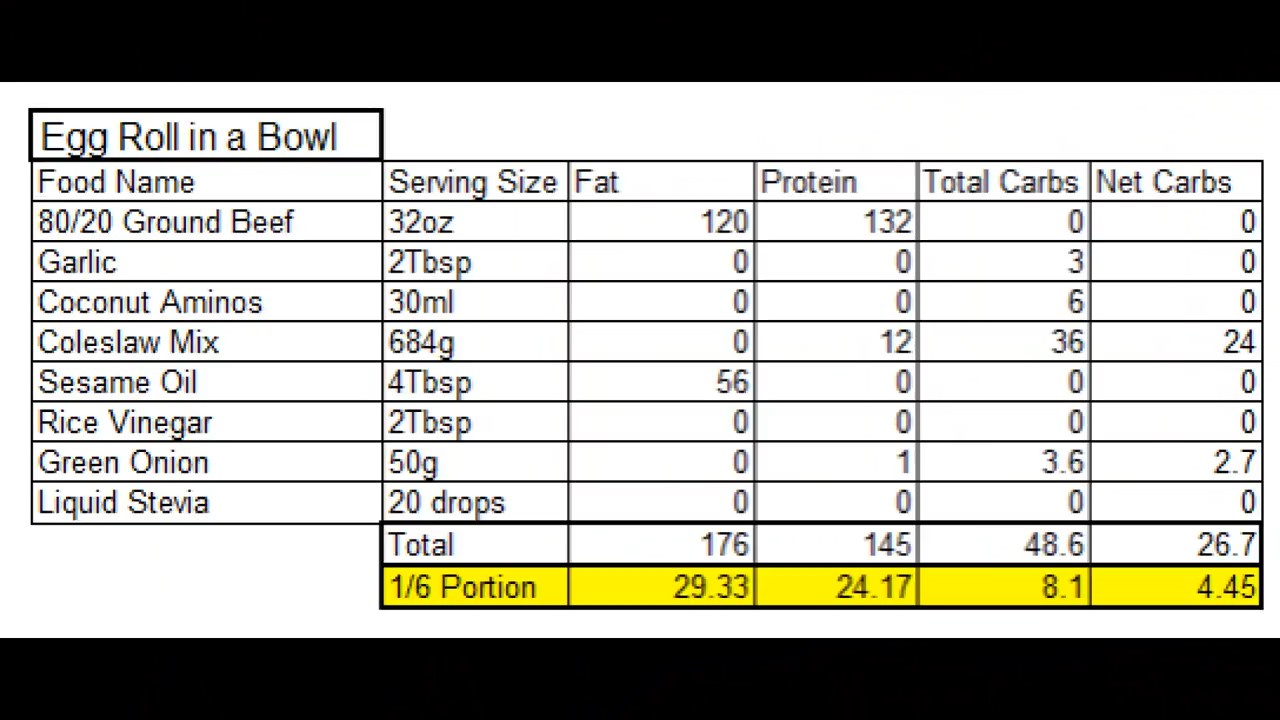 Egg Roll in a Bowl
Food Name Serving Size Fat Protein Total Carbs Net Carbs
80/20 Ground Beef 32oz 120 132 0 0
Garlic 2Tbsp 0 0 3 0
Coconut Aminos 30ml 0 0 6 0
Coleslaw Mix 684g 0 12 36 24
Sesame Oil 4Tbsp 56 0 0 0
Rice Vinegar 2Tbsp 0 0 0 0
Green Onion 50g 0 1 3.6 2.7
Liquid Stevia 20 drops 0 0 0 0
Total 176 145 48.6 26.7
1/6 Portion 29.33 24.17 8.1 4.45